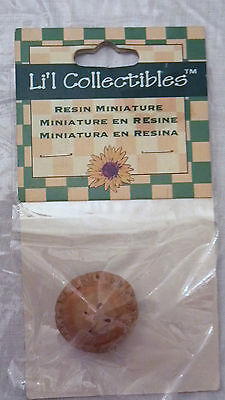 Li'l Collectibles™
Resin Miniature
Miniature en Résine
Miniatura en Resina